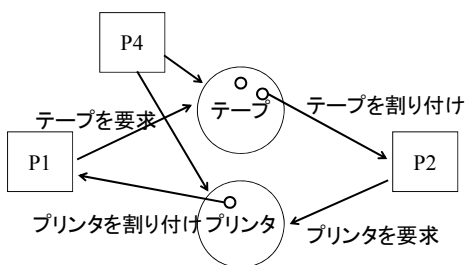 P4
テープ
テープを割り付け
テープを要求
P1
P2
プリンタを割り付け
プリンタ
プリンタを要求